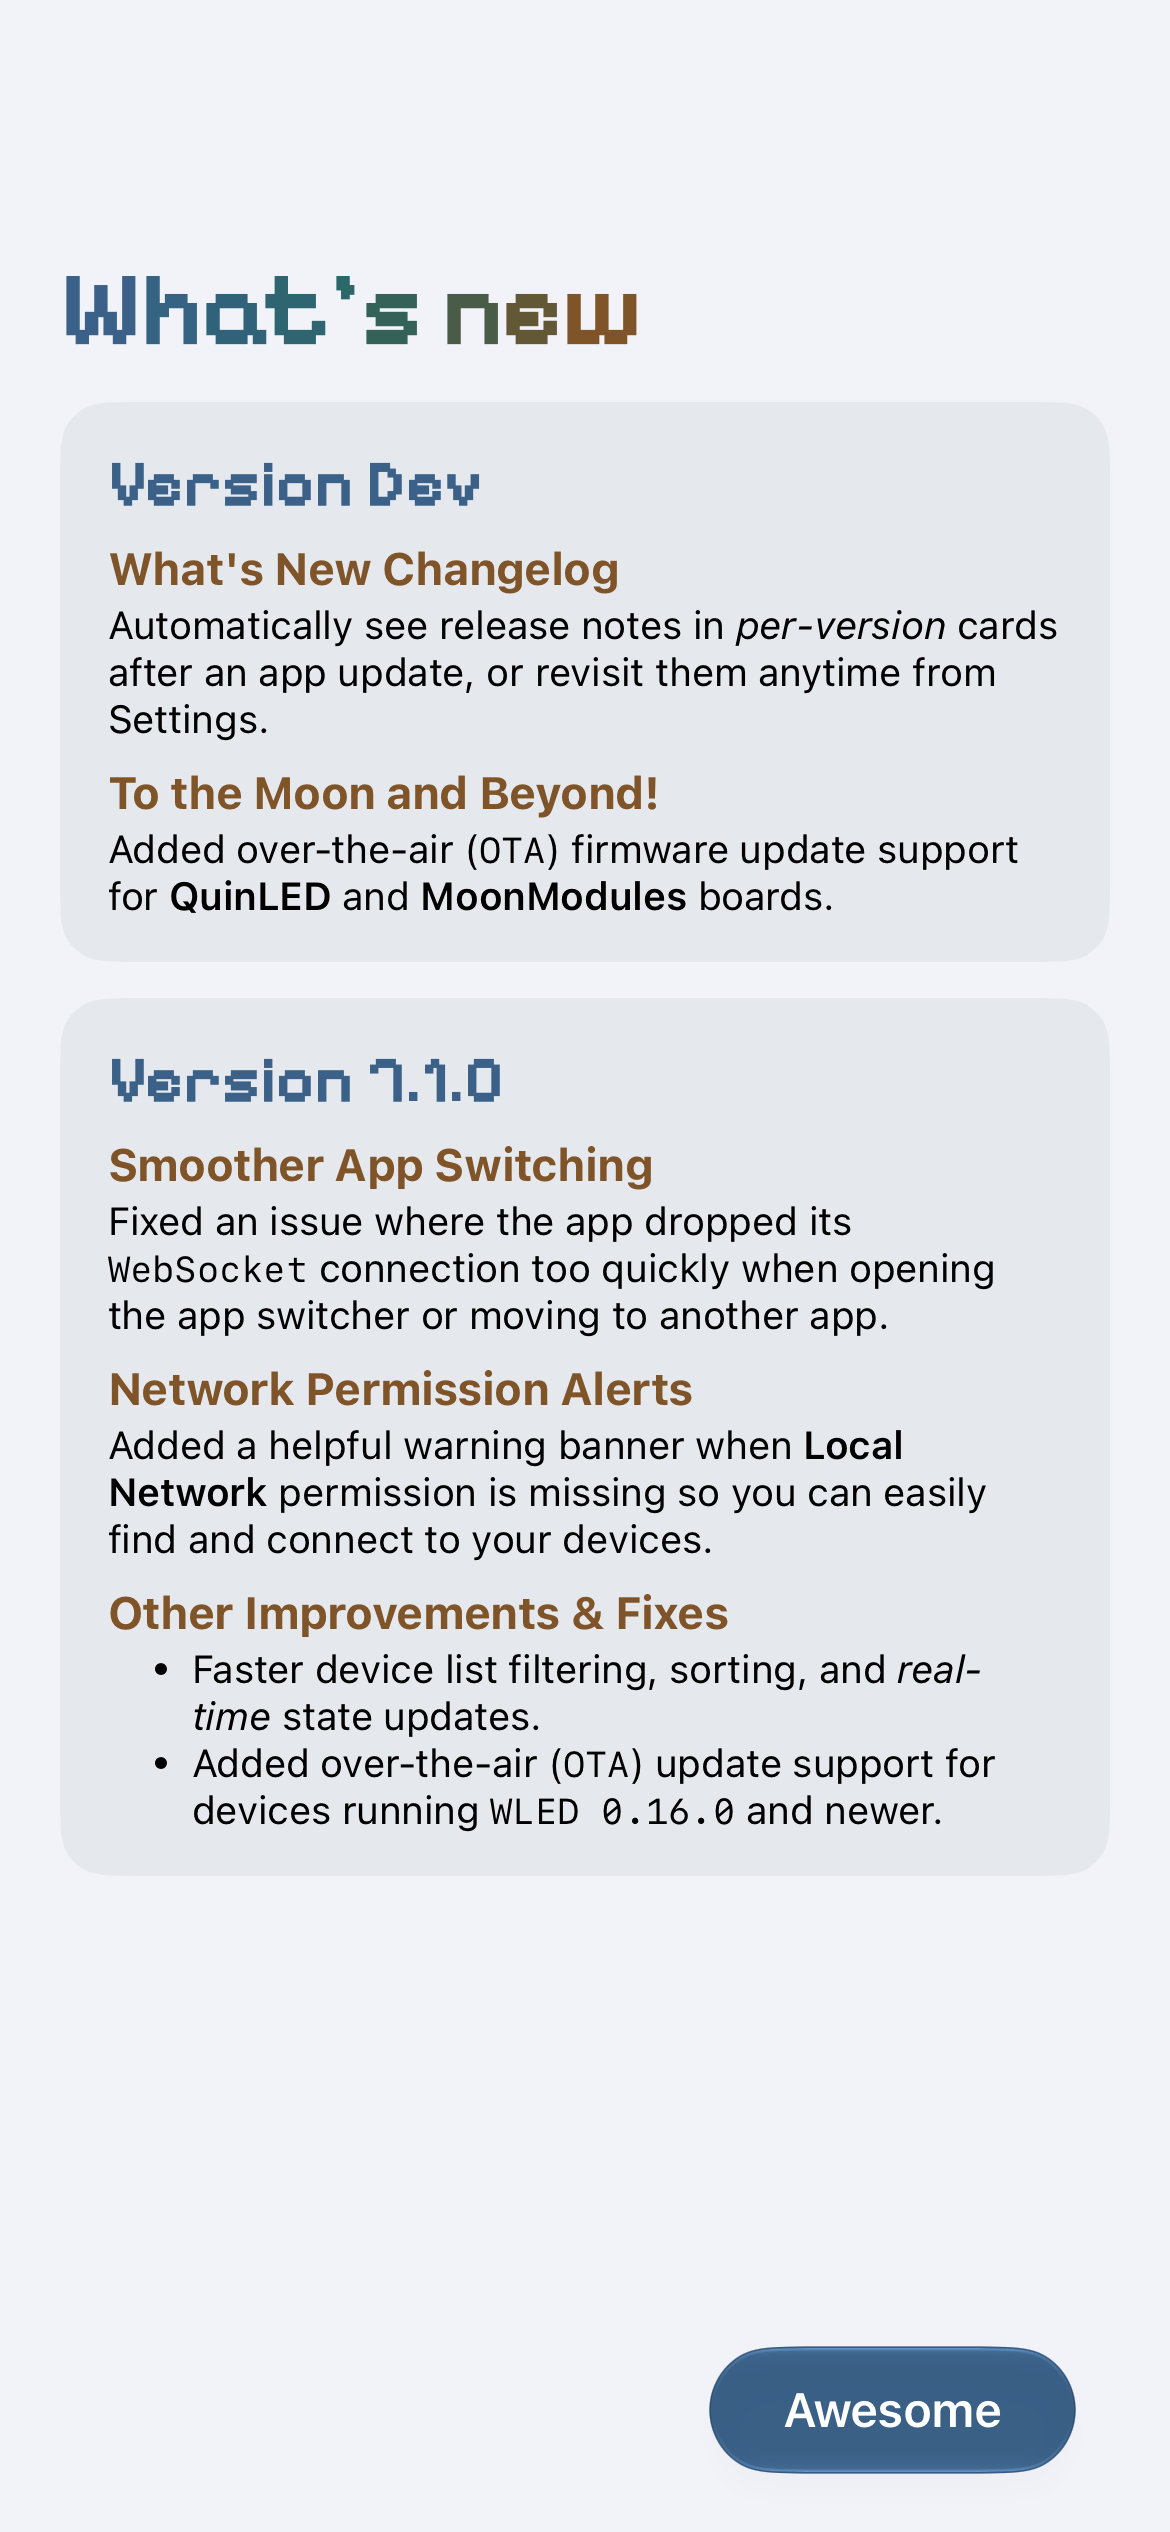 What's new
Version Dev
What's New Changelog
Automatically see release notes in per-version cards
after an app update, or revisit them anytime from
Settings.
To the Moon and Beyond!
Added over-the-air (OTA) firmware update support
for QuinLED and MoonModules boards.
Version 7.1.0
Smoother App Switching
Fixed an issue where the app dropped its
WebSocket connection too quickly when opening
the app switcher or moving to another app.
Network Permission Alerts
Added a helpful warning banner when Local
Network permission is missing so you can easily
find and connect to your devices.
Other Improvements & Fixes
• Faster device list filtering, sorting, and real-
time state updates.
• Added over-the-air (OTA) update support for
devices running WLED 0.16.0 and newer.
Awesome